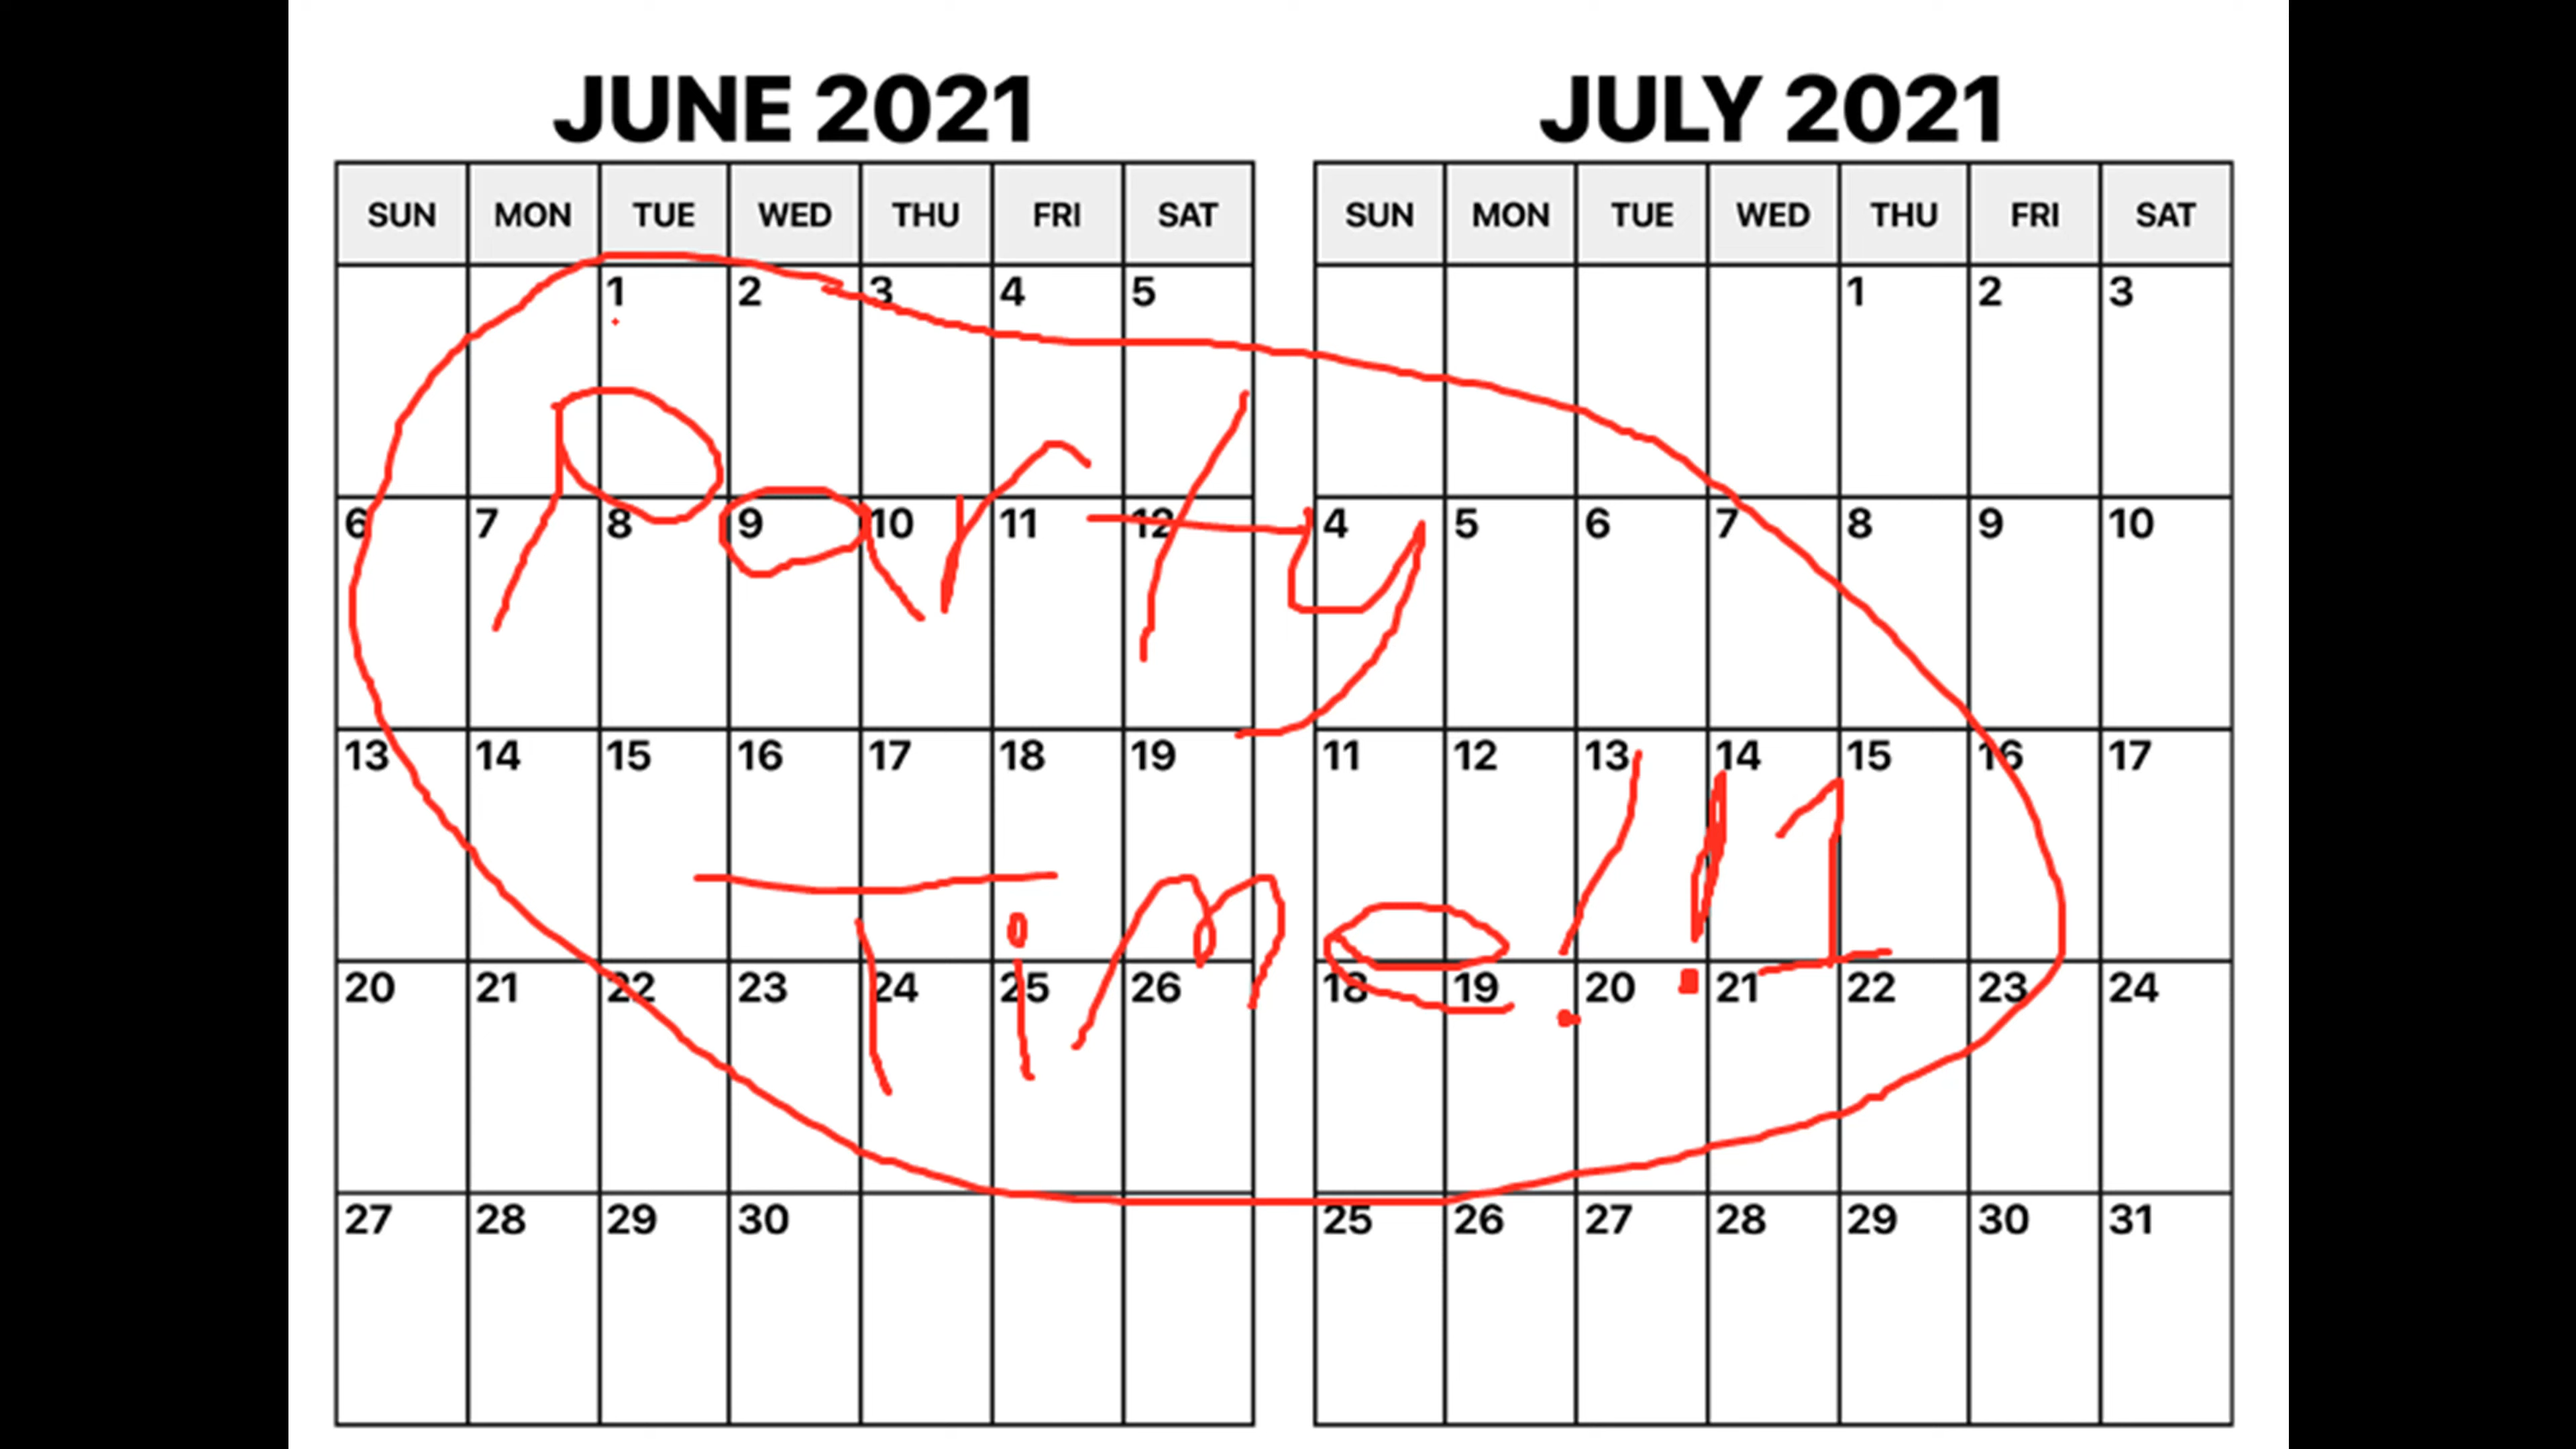 JUNE 2021 JULY 2021
SUN MON TUE WED THU FRI SAT SUN MON TUE WED THU FRI SAT
1 2 3 4 5 1 2 3
Party
6 7 8 9 10 11 12 4 5 6 7 8 9 10
13 14 15 16 17 18 19 11 12 13 14 15 16 17
Time!!1
20 21 22 23 24 25 26 18 19 20 21 22 23 24
27 28 29 30 25 26 27 28 29 30 31